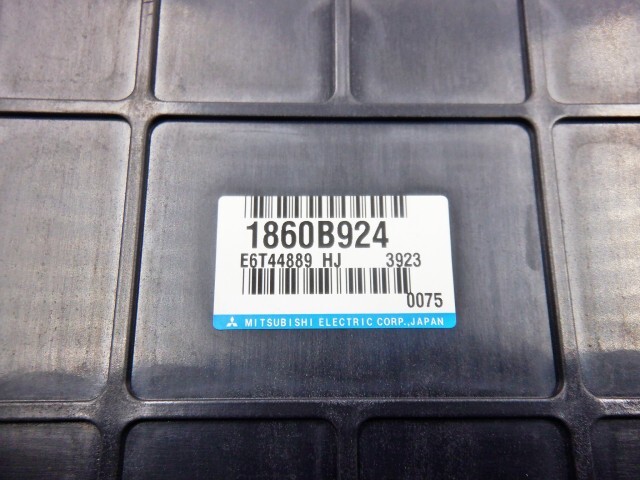 1860B924
E6T44889 HJ 3923
0075
MITSUBISHI ELECTRIC CORP., JAPAN